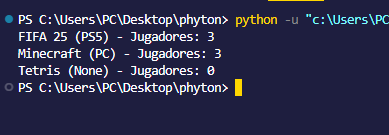 PS C:\Users\PC\Desktop\phyton> python -u "c:\Users\PC
FIFA 25 (PS5) - Jugadores: 3
Minecraft (PC) - Jugadores: 3
Tetris (None) - Jugadores: 0
PS C:\Users\PC\Desktop\phyton>